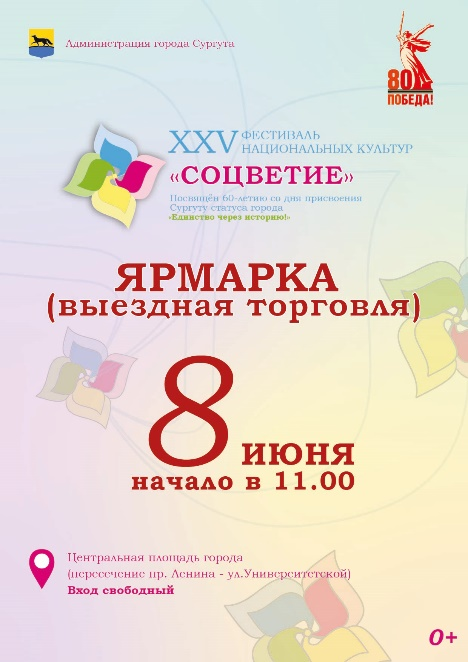 Администрация города Сургута
80
ПОБЕДА!
XXV ФЕСТИВАЛЬ
НАЦИОНАЛЬНЫХ КУЛЬТУР
«СОЦВЕТИЕ»
Посвящён 60-летию со дня присвоения
Сургуту статуса города
«Единство через историю!»
ЯРМАРКА
(выездная торговля)
8 ИЮНЯ
начало в 11.00
Центральная площадь города
(пересечение пр. Ленина - ул.Университетской)
Вход свободный
0+